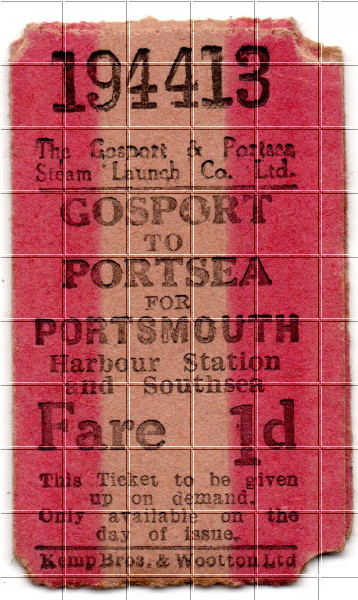 194413
The Gosport & Portsea
Steam Launch Co. Ltd.
GOSPORT
TO
PORTSEA
FOR
PORTSMOUTH
Harbour Station
and Southsea
Fare 1d
This Ticket to be given
up on demand.
Only available on the
day of issue.
Kemp Bros. & Wootton Ltd